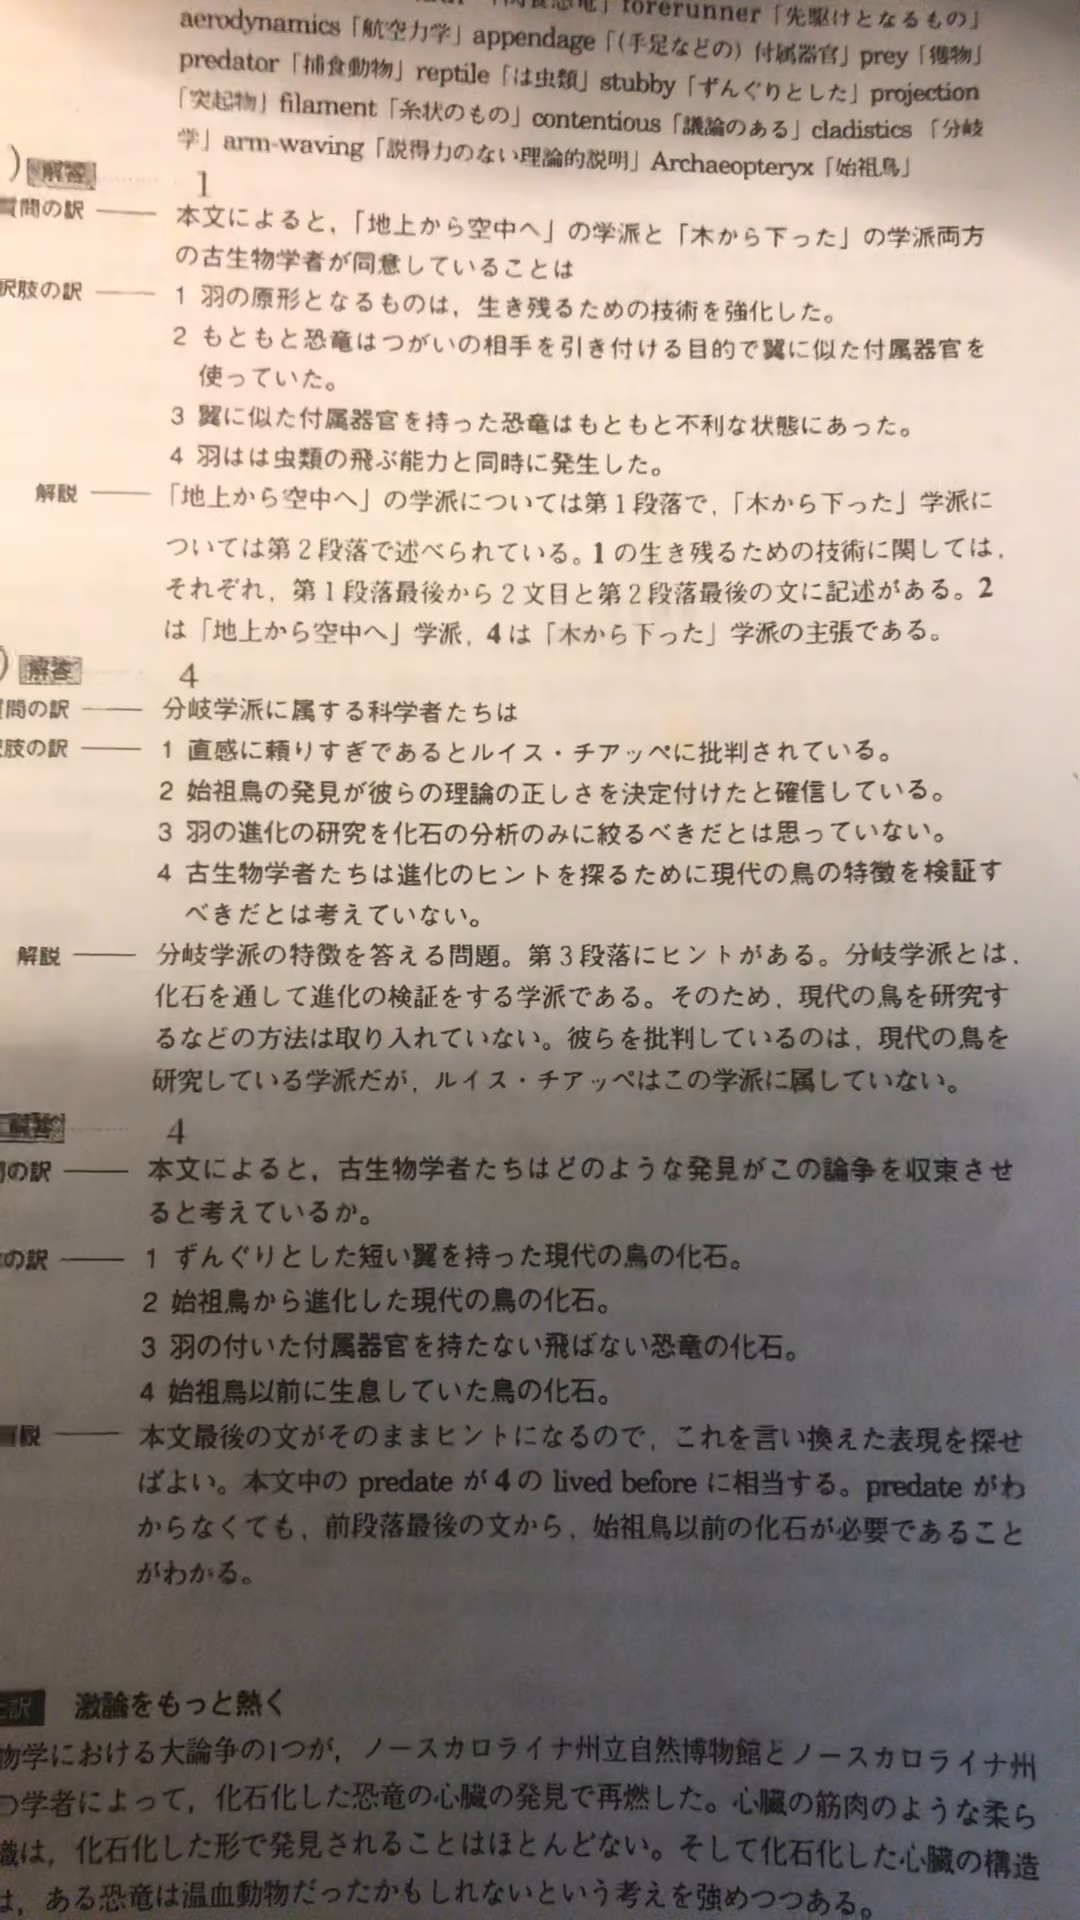 「肉食恐竜」forerunner「先駆けとなるもの」
aerodynamics「航空力学」appendage「(手足などの)付属器官」prey「獲物」
predator「捕食動物」reptile「は虫類」stubby「ずんぐりとした」projection
「突起物」filament「糸状のもの」contentious「議論のある」cladistics「分岐
学」arm-waving「説得力のない理論的説明」Archaeopteryx「始祖鳥」
) 解答 1
質問の訳 本文によると,「地上から空中へ」の学派と「木から下った」の学派両方
の古生物学者が同意していることは
択肢の訳 1 羽の原形となるものは,生き残るための技術を強化した。
2 もともと恐竜はつがいの相手を引き付ける目的で翼に似た付属器官を
使っていた。
3 翼に似た付属器官を持った恐竜はもともと不利な状態にあった。
4 羽はは虫類の飛ぶ能力と同時に発生した。
解説 「地上から空中へ」の学派については第1段落で,「木から下った」学派に
ついては第2段落で述べられている。1の生き残るための技術に関しては,
それぞれ,第1段落最後から2文目と第2段落最後の文に記述がある。2
は「地上から空中へ」学派,4は「木から下った」学派の主張である。
) 解答 4
質問の訳 分岐学派に属する科学者たちは
択肢の訳 1 直感に頼りすぎであるとルイス・チアッペに批判されている。
2 始祖鳥の発見が彼らの理論の正しさを決定付けたと確信している。
3 羽の進化の研究を化石の分析のみに絞るべきだとは思っていない。
4 古生物学者たちは進化のヒントを探るために現代の鳥の特徴を検証す
べきだとは考えていない。
解説 分岐学派の特徴を答える問題。第3段落にヒントがある。分岐学派とは,
化石を通して進化の検証をする学派である。そのため,現代の鳥を研究す
るなどの方法は取り入れていない。彼らを批判しているのは,現代の鳥を
研究している学派だが,ルイス・チアッペはこの学派に属していない。
解答 4
問の訳 本文によると,古生物学者たちはどのような発見がこの論争を収束させ
ると考えているか。
の訳 1 ずんぐりとした短い翼を持った現代の鳥の化石。
2 始祖鳥から進化した現代の鳥の化石。
3 羽の付いた付属器官を持たない飛ばない恐竜の化石。
4 始祖鳥以前に生息していた鳥の化石。
解説 本文最後の文がそのままヒントになるので,これを言い換えた表現を探せ
ばよい。本文中の predate が4の lived before に相当する。predate がわ
からなくても,前段落最後の文から,始祖鳥以前の化石が必要であること
がわかる。
訳 激論をもっと熱く
物学における大論争の1つが,ノースカロライナ州立自然博物館とノースカロライナ州
の学者によって,化石化した恐竜の心臓の発見で再燃した。心臓の筋肉のような柔ら
織は,化石化した形で発見されることはほとんどない。そして化石化した心臓の構造
は,ある恐竜は温血動物だったかもしれないという考えを強めつつある。